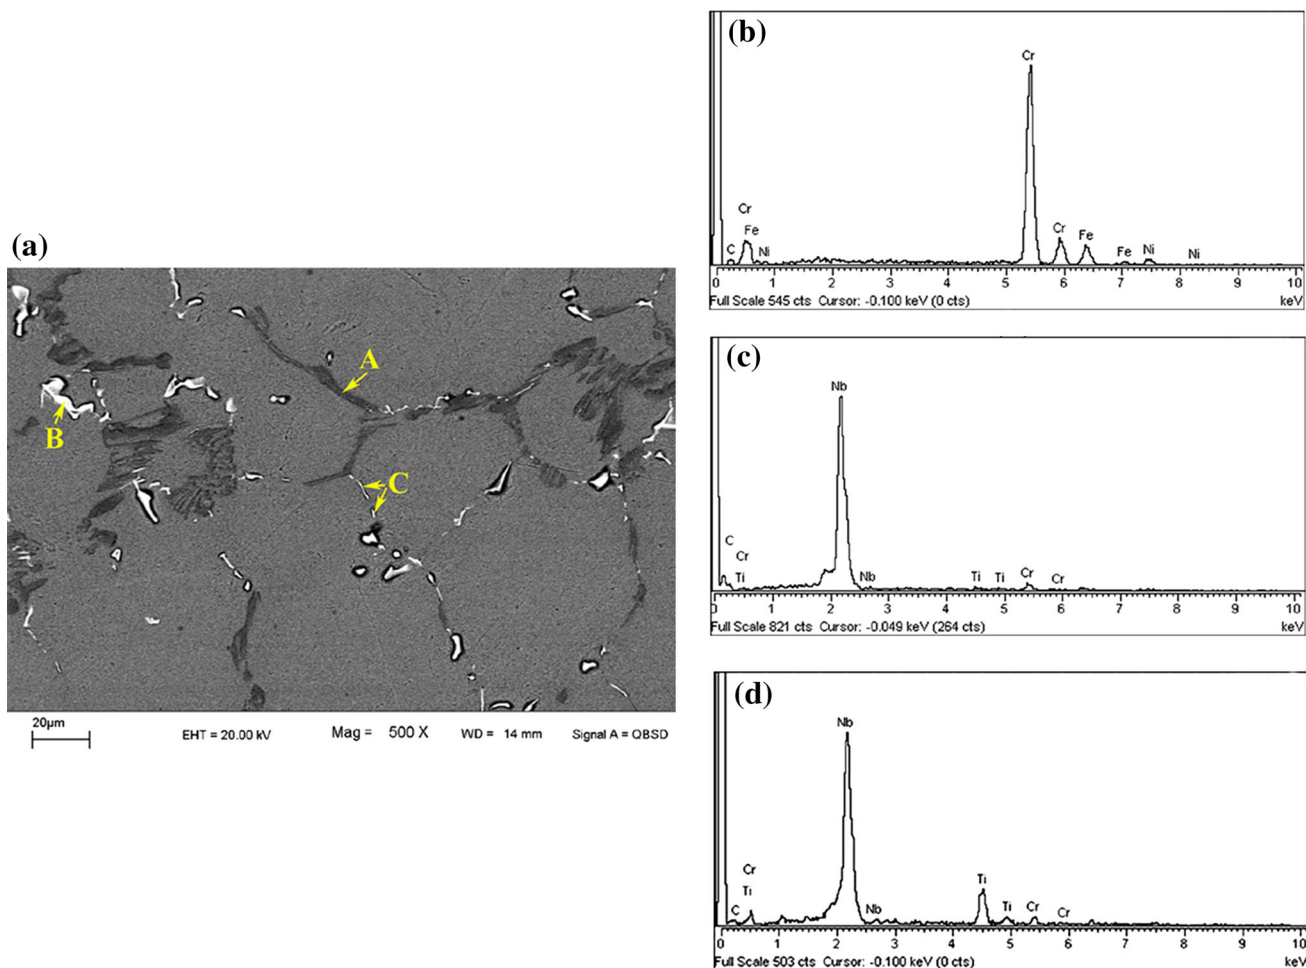 (a)
A
B
C
20µm
EHT = 20.00 kV
Mag = 500 X
WD = 14 mm
Signal A = QBSD
(b)
Cr
Cr
Fe
C
Ni
Cr
Fe
Fe
Ni
Ni
0 1 2 3 4 5 6 7 8 9 10
Full Scale 545 cts Cursor: -0.100 keV (0 cts)
keV
(c)
Nb
C
Cr
Ti
Nb
Ti
Ti
Cr
Cr
0 1 2 3 4 5 6 7 8 9 10
Full Scale 821 cts Cursor: -0.049 keV (264 cts)
keV
(d)
Nb
Cr
Ti
C
Nb
Ti
Ti
Cr
Cr
0 1 2 3 4 5 6 7 8 9 10
Full Scale 503 cts Cursor: -0.100 keV (0 cts)
keV